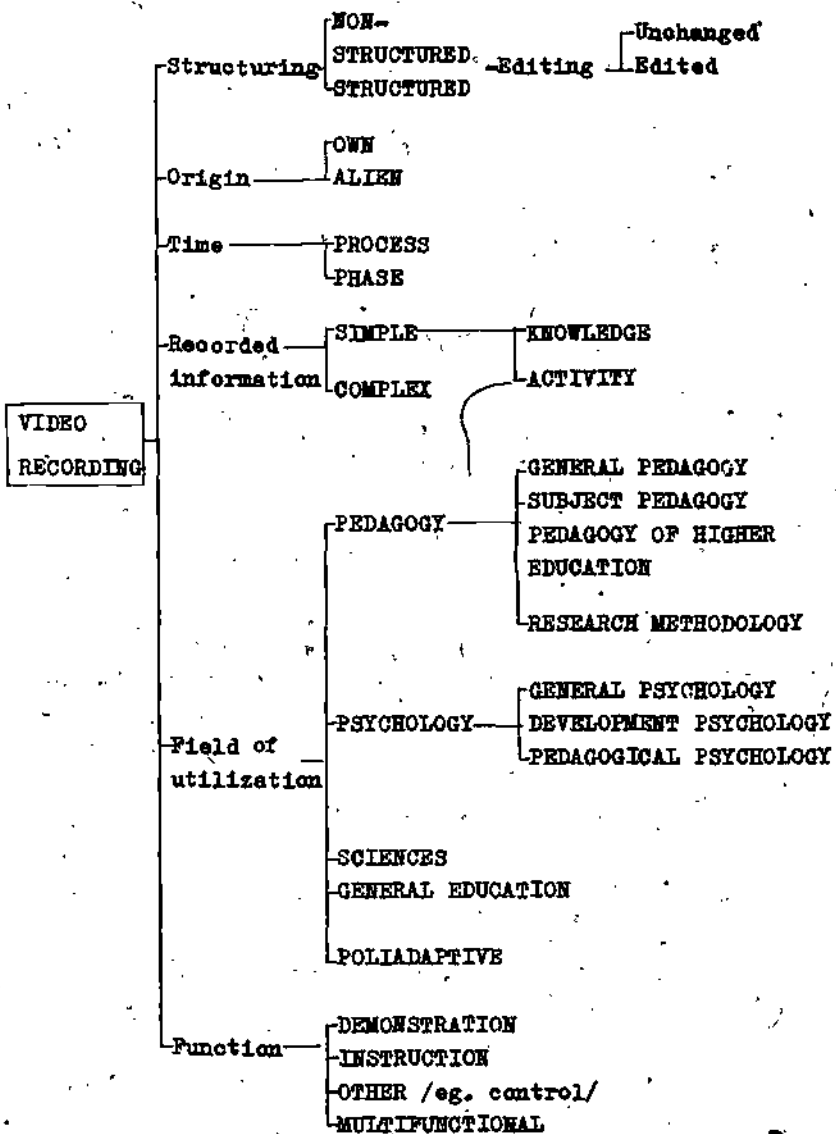 NON-
Unchanged
Structuring STRUCTURED -Editing Edited
STRUCTURED
OWN
Origin ALIEN
Time PROCESS
PHASE
Recorded SIMPLE KNOWLEDGE
information COMPLEX ACTIVITY
VIDEO
RECORDING
GENERAL PEDAGOGY
SUBJECT PEDAGOGY
PEDAGOGY PEDAGOGY OF HIGHER
EDUCATION
RESEARCH METHODOLOGY
GENERAL PSYCHOLOGY
PSYCHOLOGY DEVELOPMENT PSYCHOLOGY
PEDAGOGICAL PSYCHOLOGY
Field of
utilization
SCIENCES
GENERAL EDUCATION
POLIADAPTIVE
DEMONSTRATION
Function
INSTRUCTION
OTHER /eg. control/
MULTIFUNCTIONAL